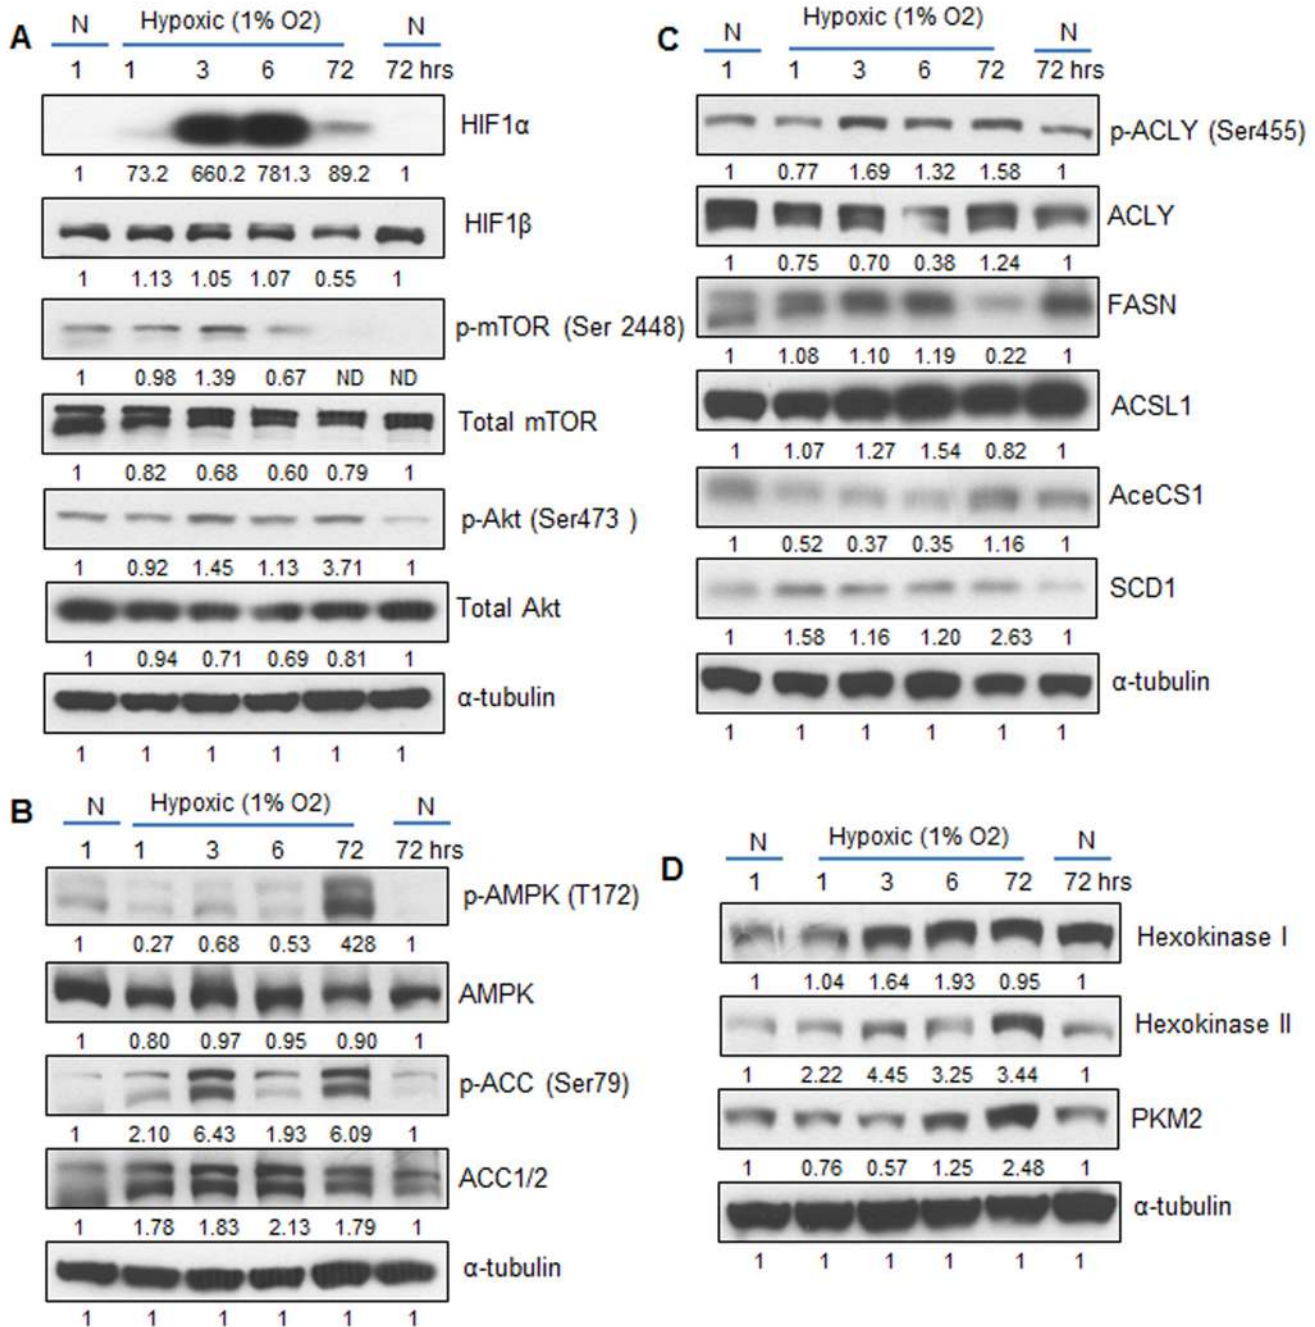 A
N Hypoxic (1% O2) N
1 1 3 6 72 72 hrs
HIF1α
1 73.2 660.2 781.3 89.2 1
HIF1β
1 1.13 1.05 1.07 0.55 1
p-mTOR (Ser 2448)
1 0.98 1.39 0.67 ND ND
Total mTOR
1 0.82 0.68 0.60 0.79 1
p-Akt (Ser473 )
1 0.92 1.45 1.13 3.71 1
Total Akt
1 0.94 0.71 0.69 0.81 1
α-tubulin
1 1 1 1 1 1
B
N Hypoxic (1% O2) N
1 1 3 6 72 72 hrs
p-AMPK (T172)
1 0.27 0.68 0.53 428 1
AMPK
1 0.80 0.97 0.95 0.90 1
p-ACC (Ser79)
1 2.10 6.43 1.93 6.09 1
ACC1/2
1 1.78 1.83 2.13 1.79 1
α-tubulin
1 1 1 1 1 1
C
N Hypoxic (1% O2) N
1 1 3 6 72 72 hrs
p-ACLY (Ser455)
1 0.77 1.69 1.32 1.58 1
ACLY
1 0.75 0.70 0.38 1.24 1
FASN
1 1.08 1.10 1.19 0.22 1
ACSL1
1 1.07 1.27 1.54 0.82 1
AceCS1
1 0.52 0.37 0.35 1.16 1
SCD1
1 1.58 1.16 1.20 2.63 1
α-tubulin
1 1 1 1 1 1
D
N Hypoxic (1% O2) N
1 1 3 6 72 72 hrs
Hexokinase I
1 1.04 1.64 1.93 0.95 1
Hexokinase II
1 2.22 4.45 3.25 3.44 1
PKM2
1 0.76 0.57 1.25 2.48 1
α-tubulin
1 1 1 1 1 1